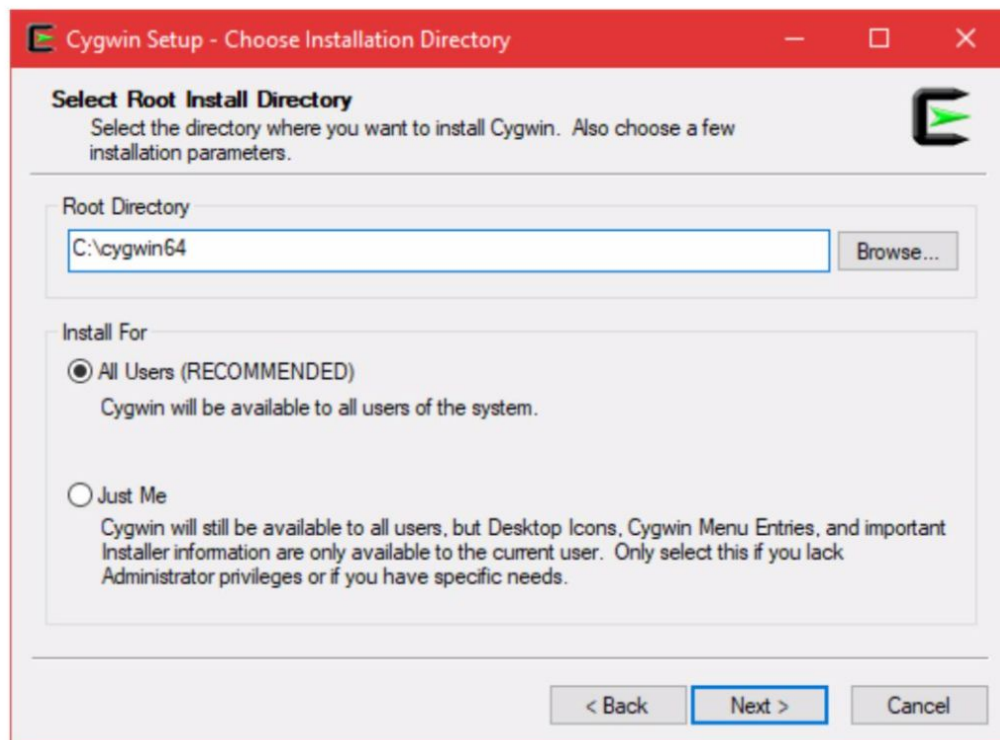 Cygwin Setup - Choose Installation Directory
Select Root Install Directory
Select the directory where you want to install Cygwin. Also choose a few
installation parameters.
Root Directory
C:\cygwin64
Browse...
Install For
All Users (RECOMMENDED)
Cygwin will be available to all users of the system.
Just Me
Cygwin will still be available to all users, but Desktop Icons, Cygwin Menu Entries, and important
Installer information are only available to the current user. Only select this if you lack
Administrator privileges or if you have specific needs.
< Back
Next >
Cancel